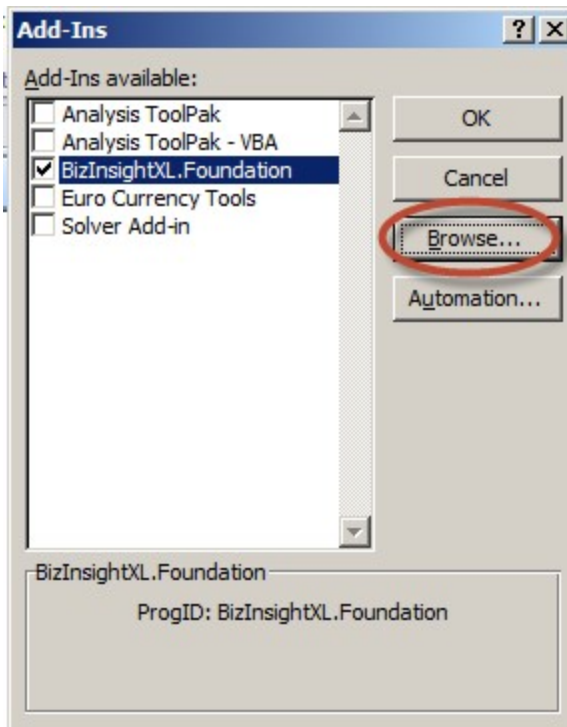 Add-Ins
Add-Ins available:
Analysis ToolPak
Analysis ToolPak - VBA
BizInsightXL.Foundation
Euro Currency Tools
Solver Add-in
OK
Cancel
Browse...
Automation...
BizInsightXL.Foundation
ProgID: BizInsightXL.Foundation